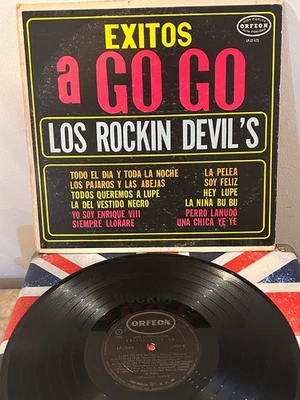 EXITOS
ORFEON
a GO GO
LOS ROCKIN DEVIL'S
TODO EL DIA Y TODA LA NOCHE
LOS PAJAROS Y LAS ABEJAS
TODOS QUEREMOS A LUPE
LA DEL VESTIDO NEGRO
YO SOY ENRIQUE VIII
SIEMPRE LLORARE
LA PELEA
SOY FELIZ
HEY LUPE
LA NIÑA BU BU
PERRO LANUDO
UNA CHICA YE YE
ORFEON